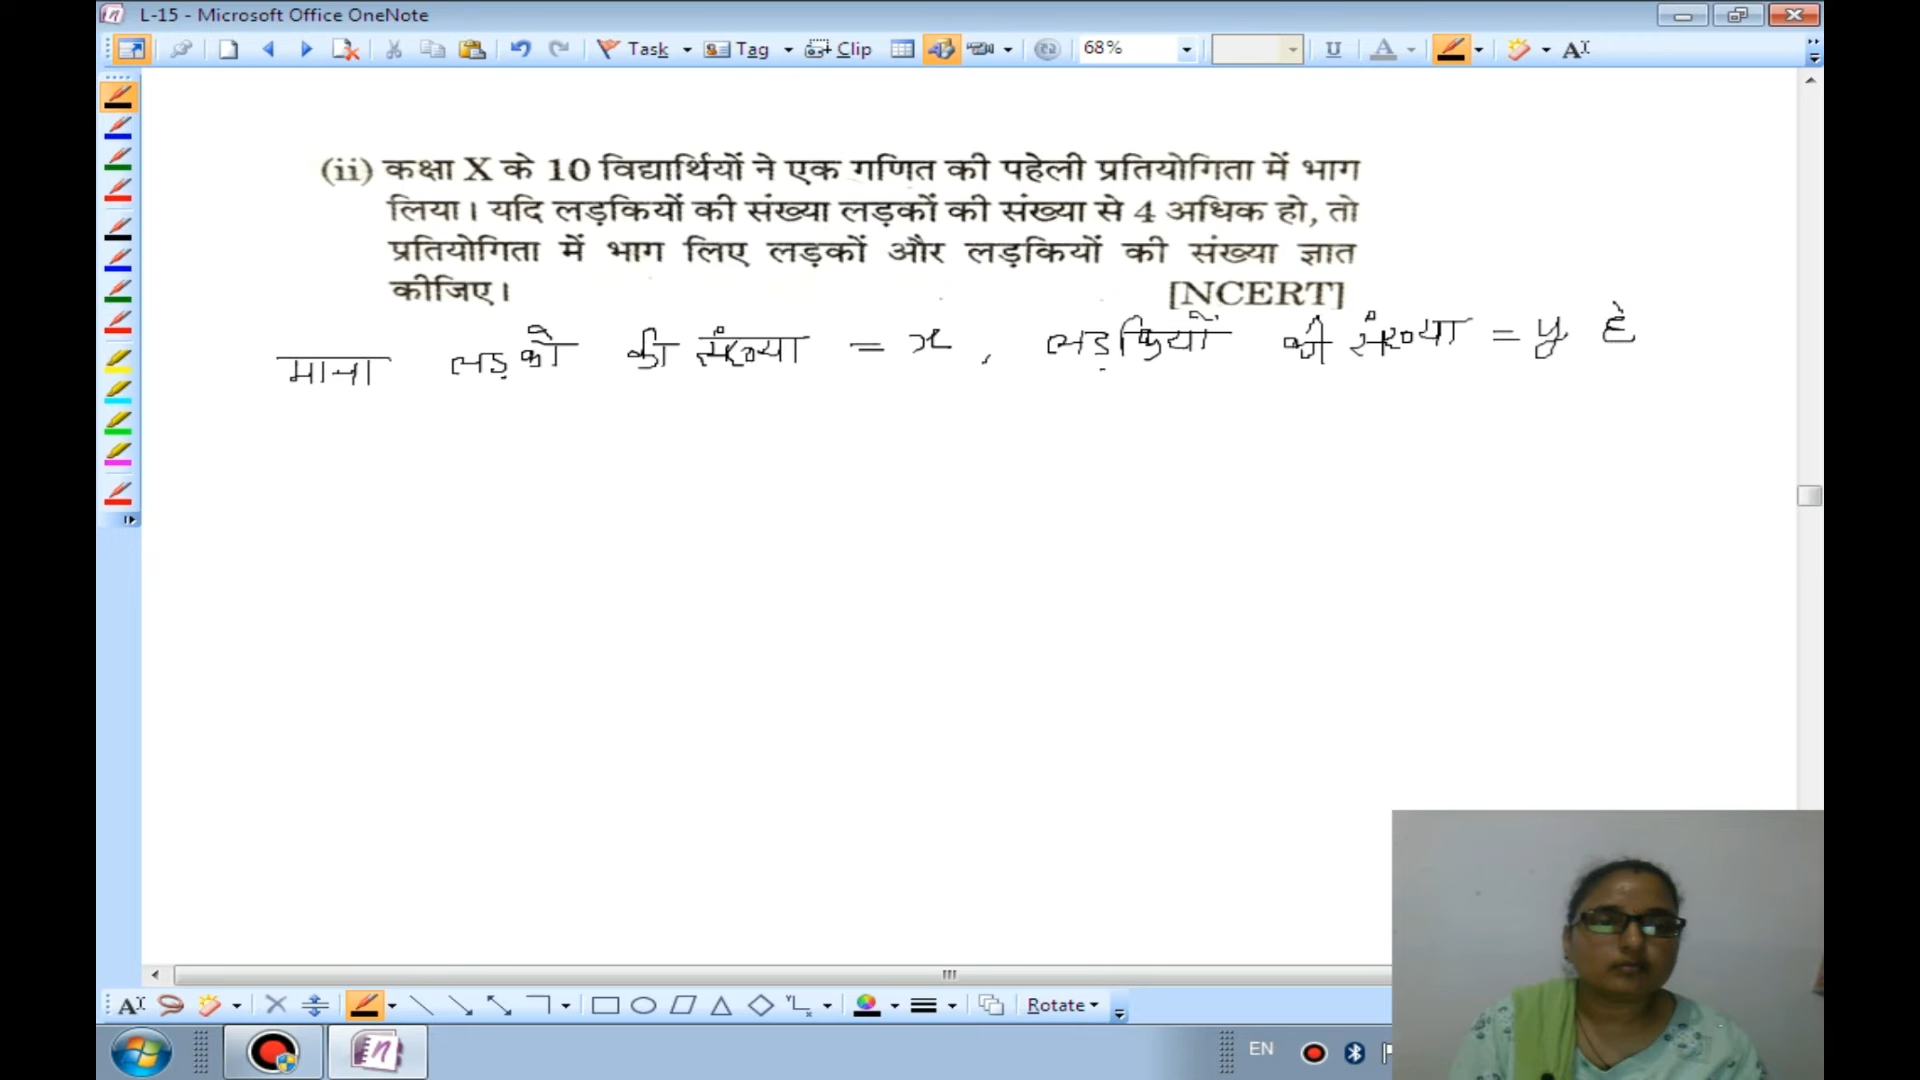 L-15 - Microsoft Office OneNote
Task Tag Clip 68% U A A
(ii) कक्षा X के 10 विद्यार्थियों ने एक गणित की पहेली प्रतियोगिता में भाग
लिया। यदि लड़कियों की संख्या लड़कों की संख्या से 4 अधिक हो, तो
प्रतियोगिता में भाग लिए लड़कों और लड़कियों की संख्या ज्ञात
कीजिए। [NCERT]
माना लड़को की संख्या = x , लड़कियों की संख्या = y है
A Rotate
EN